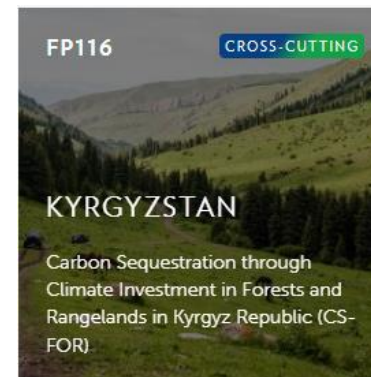 FP116
CROSS-CUTTING
KYRGYZSTAN
Carbon Sequestration through
Climate Investment in Forests and
Rangelands in Kyrgyz Republic (CS-
FOR)